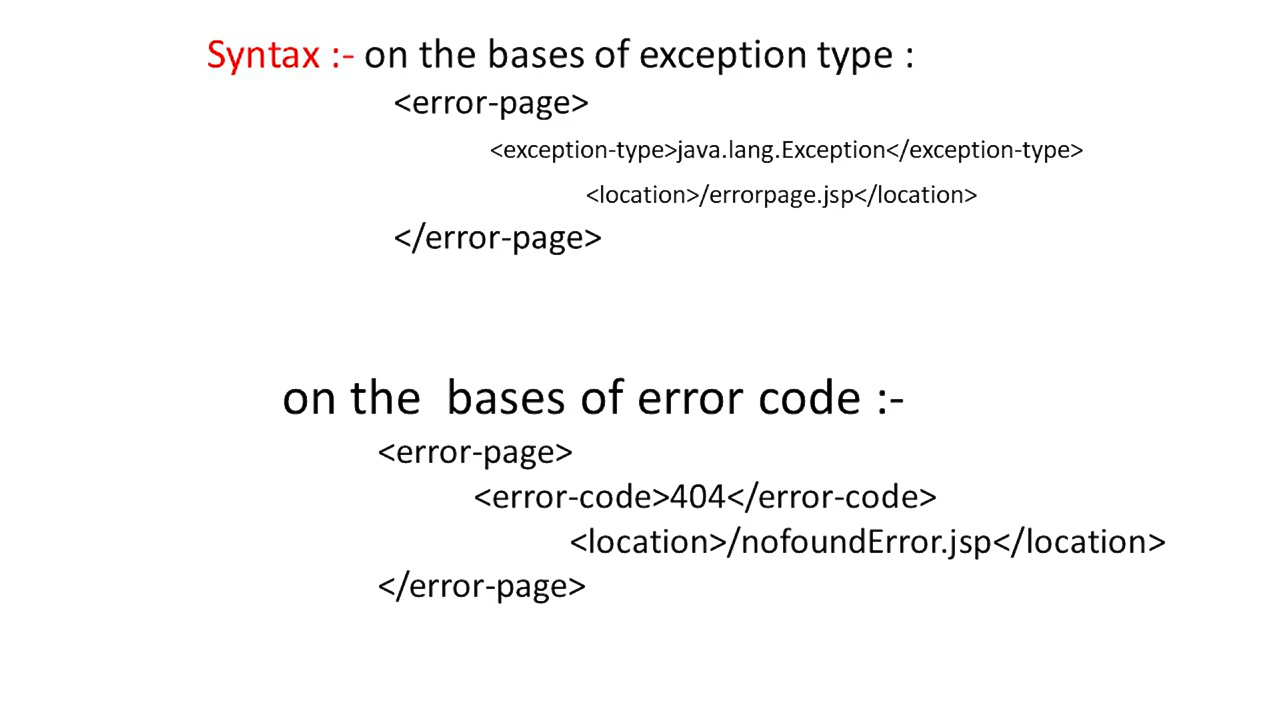 Syntax :- on the bases of exception type :
<error-page>
<exception-type>java.lang.Exception</exception-type>
<location>/errorpage.jsp</location>
</error-page>
on the  bases of error code :-
<error-page>
<error-code>404</error-code>
<location>/nofoundError.jsp</location>
</error-page>